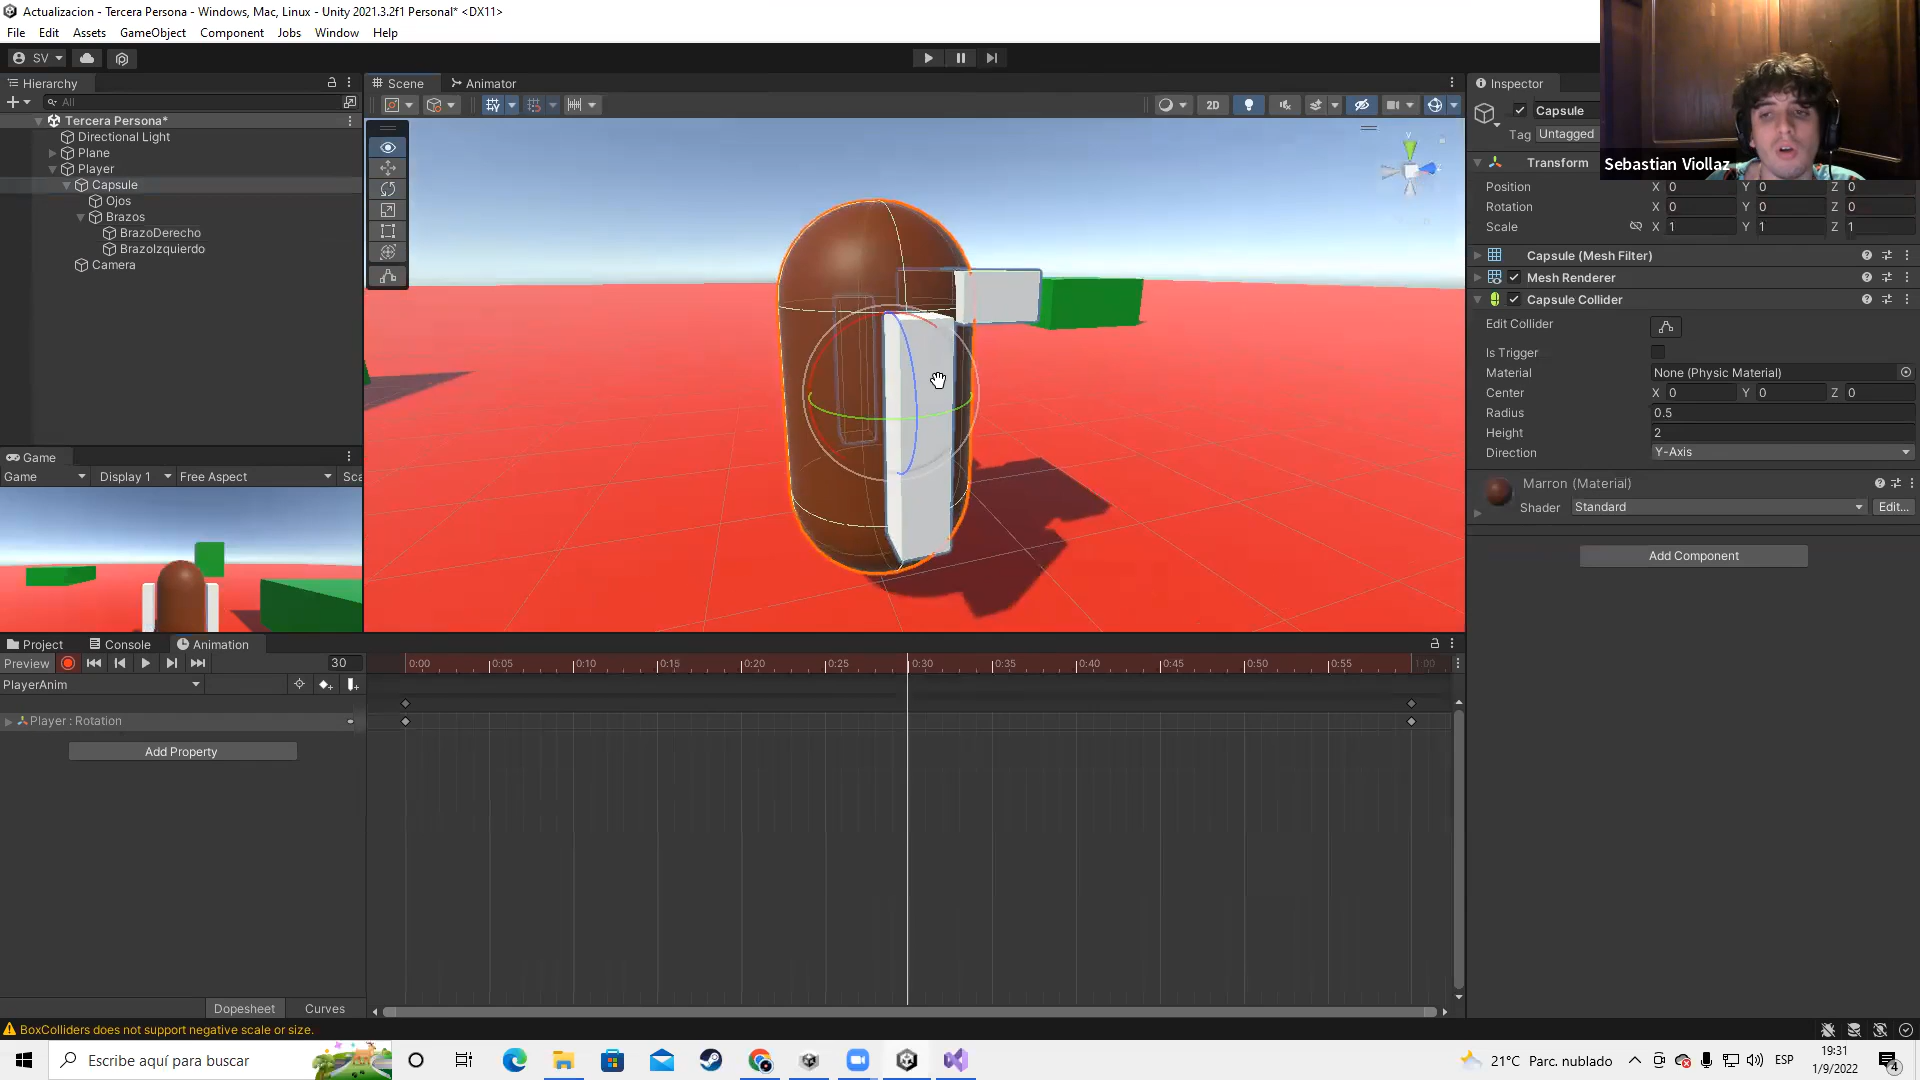 Actualizacion - Tercera Persona - Windows, Mac, Linux - Unity 2021.3.2f1 Personal* <DX11>
File Edit Assets GameObject Component Jobs Window Help
SV
Hierarchy
All
Tercera Persona*
Directional Light
Plane
Player
Capsule
Ojos
Brazos
BrazoDerecho
BrazoIzquierdo
Camera
Scene Animator
2D
Game
Game Display 1 Free Aspect Sca
Inspector
Capsule
Tag Untagged
Sebastian Viollaz
Transform
Position X 0 Y 0 Z 0
Rotation X 0 Y 0 Z 0
Scale X 1 Y 1 Z 1
Capsule (Mesh Filter)
Mesh Renderer
Capsule Collider
Edit Collider
Is Trigger
Material None (Physic Material)
Center X 0 Y 0 Z 0
Radius 0.5
Height 2
Direction Y-Axis
Marron (Material)
Shader Standard Edit...
Add Component
Project Console Animation
Preview 30 0:00 0:05 0:10 0:15 0:20 0:25 0:30 0:35 0:40 0:45 0:50 0:55 1:00
PlayerAnim
Player : Rotation
Add Property
Dopesheet Curves
BoxColliders does not support negative scale or size.
Escribe aquí para buscar
21°C Parc. nublado
ESP
19:31
1/9/2022
4